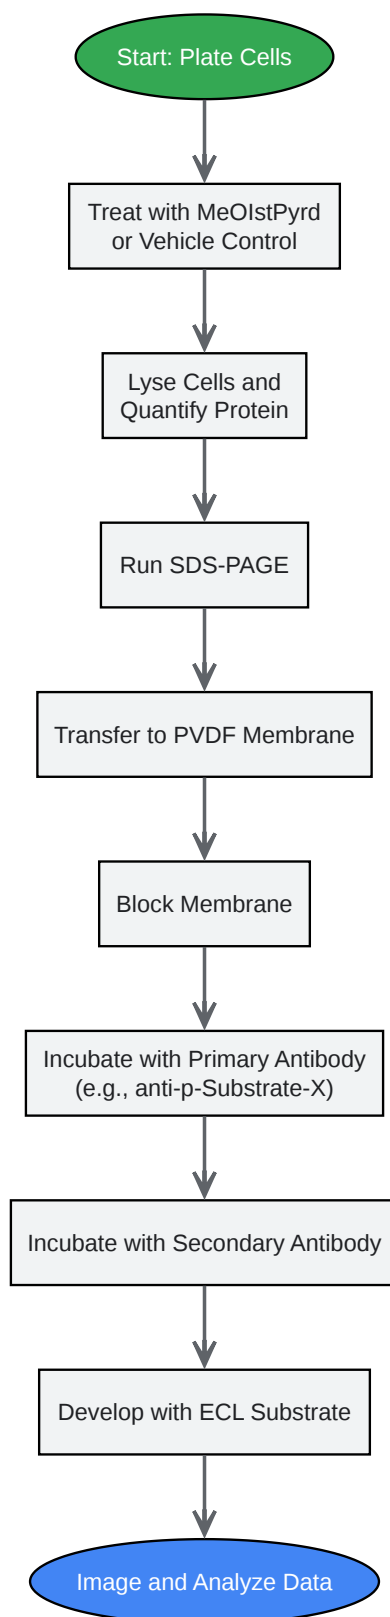 Start: Plate Cells
Treat with MeOIstPyrd
or Vehicle Control
Lyse Cells and
Quantify Protein
Run SDS-PAGE
Transfer to PVDF Membrane
Block Membrane
Incubate with Primary Antibody
(e.g., anti-p-Substrate-X)
Incubate with Secondary Antibody
Develop with ECL Substrate
Image and Analyze Data